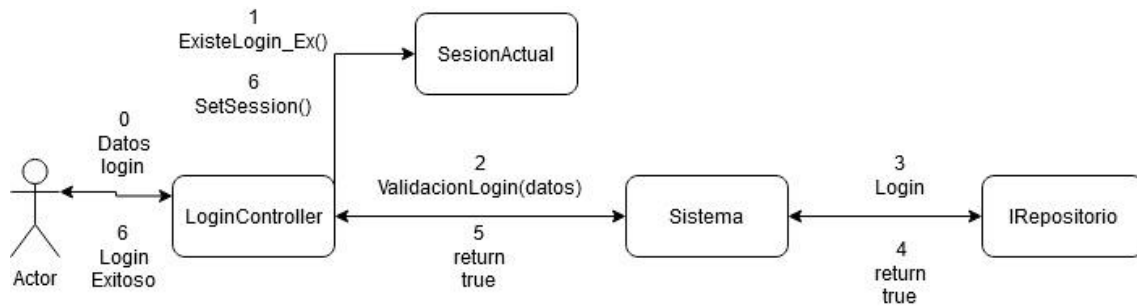 1
ExisteLogin_Ex()
SesionActual
6
SetSession()
0
Datos
login
LoginController
6
Login
Exitoso
Actor
2
ValidacionLogin(datos)
5
return
true
Sistema
3
Login
4
return
true
IRepositorio